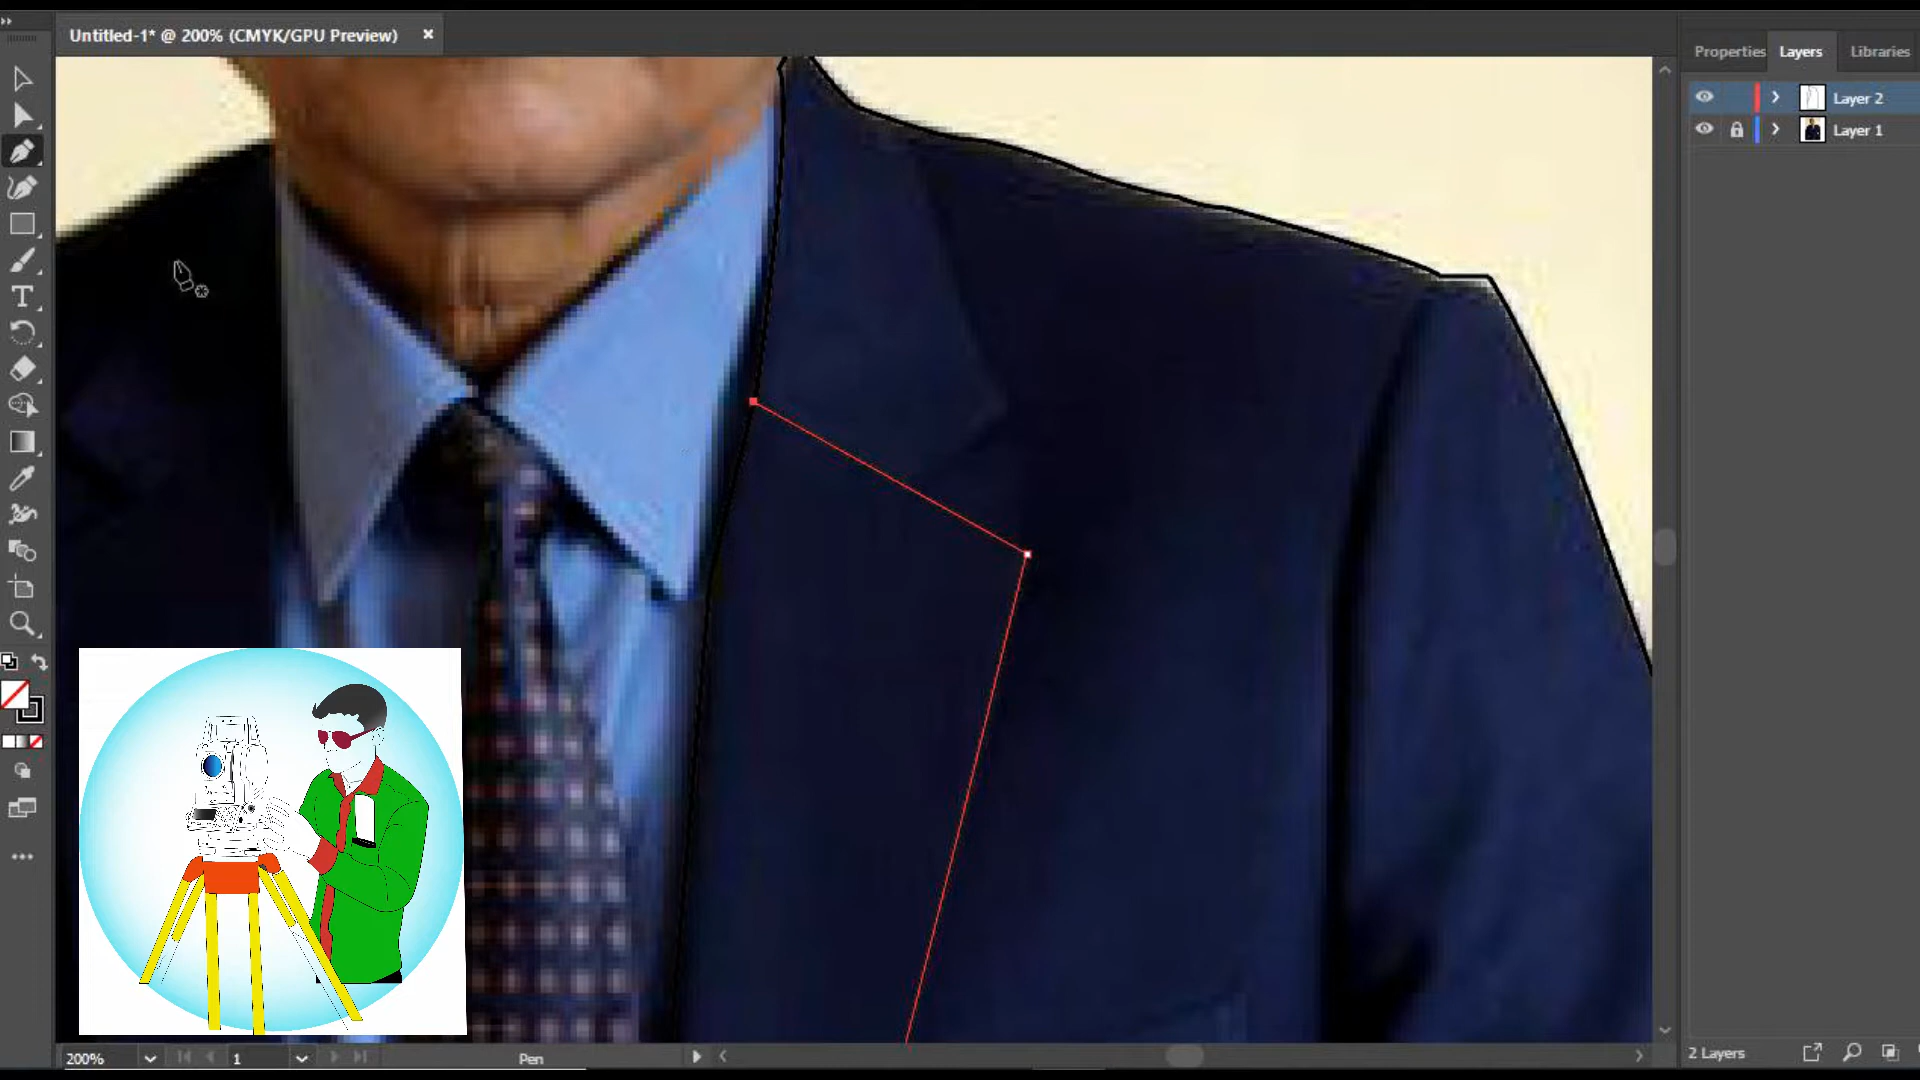 Untitled-1* @ 200% (CMYK/GPU Preview) ×
Properties Layers Libraries
Layer 2
Layer 1
200% 1 Pen
2 Layers